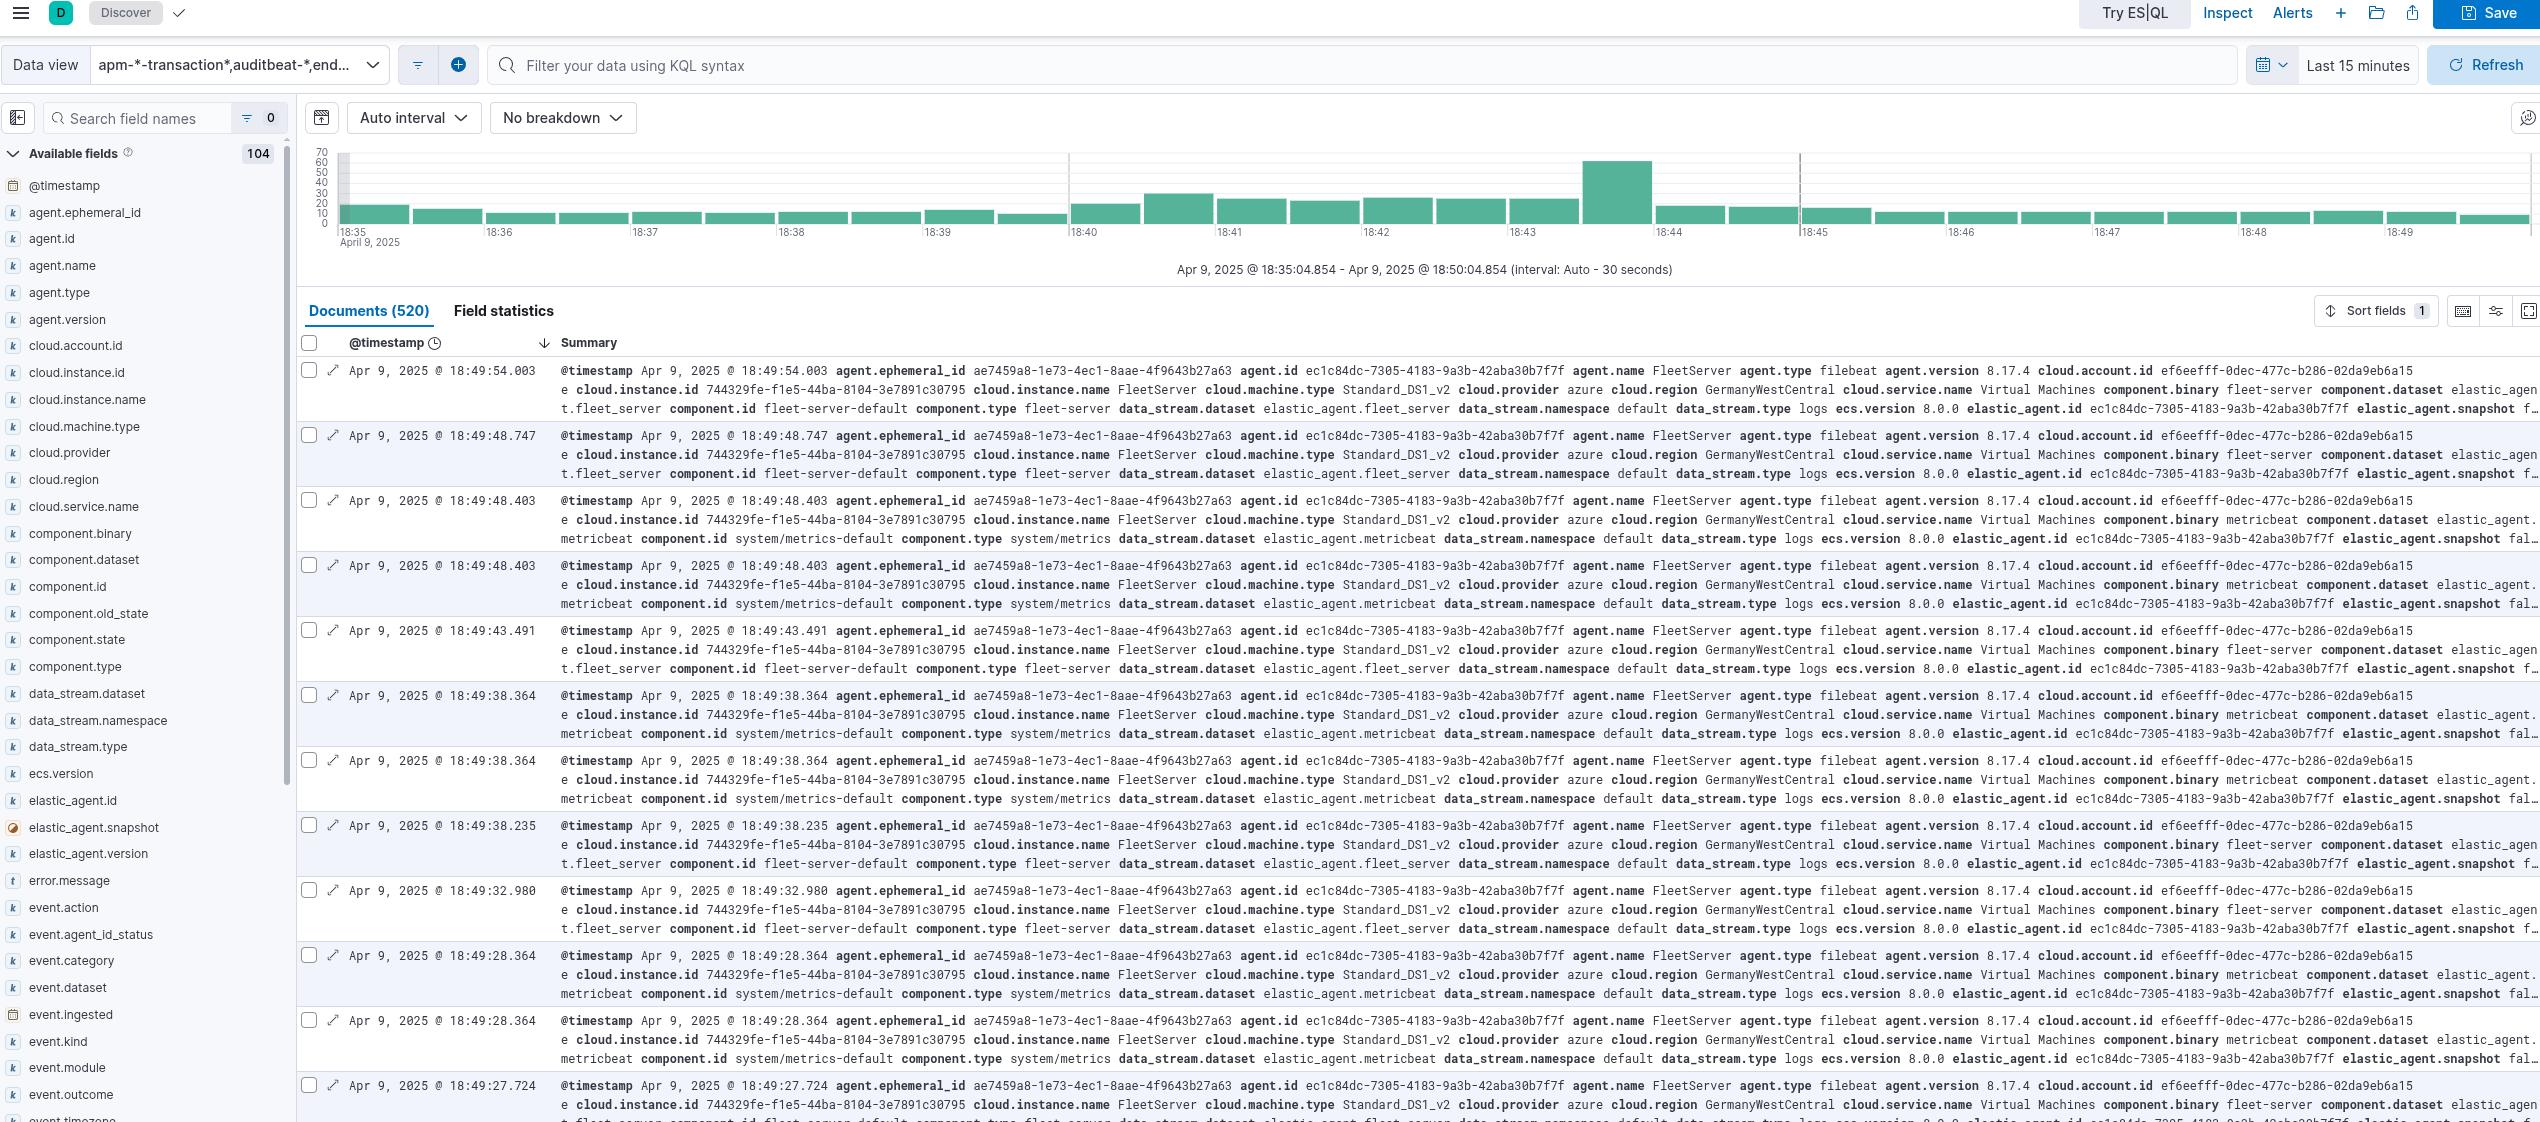 D Discover Try ES|QL Inspect Alerts Save
Data view apm-*-transaction*,auditbeat-*,end... Filter your data using KQL syntax Last 15 minutes Refresh
Search field names 0
Available fields 104
@timestamp
agent.ephemeral_id
agent.id
agent.name
agent.type
agent.version
cloud.account.id
cloud.instance.id
cloud.instance.name
cloud.machine.type
cloud.provider
cloud.region
cloud.service.name
component.binary
component.dataset
component.id
component.old_state
component.state
component.type
data_stream.dataset
data_stream.namespace
data_stream.type
ecs.version
elastic_agent.id
elastic_agent.snapshot
elastic_agent.version
error.message
event.action
event.agent_id_status
event.category
event.dataset
event.ingested
event.kind
event.module
event.outcome
event.timezone
Auto interval No breakdown
70
60
50
40
30
20
10
0
18:35 18:36 18:37 18:38 18:39 18:40 18:41 18:42 18:43 18:44 18:45 18:46 18:47 18:48 18:49
April 9, 2025
Apr 9, 2025 @ 18:35:04.854 - Apr 9, 2025 @ 18:50:04.854 (interval: Auto - 30 seconds)
Documents (520) Field statistics Sort fields 1
@timestamp Summary
Apr 9, 2025 @ 18:49:54.003 @timestamp Apr 9, 2025 @ 18:49:54.003 agent.ephemeral_id ae7459a8-1e73-4ec1-8aae-4f9643b27a63 agent.id ec1c84dc-7305-4183-9a3b-42aba30b7f7f agent.name FleetServer agent.type filebeat agent.version 8.17.4 cloud.account.id ef6eefff-0dec-477c-b286-02da9eb6a15
e cloud.instance.id 744329fe-f1e5-44ba-8104-3e7891c30795 cloud.instance.name FleetServer cloud.machine.type Standard_DS1_v2 cloud.provider azure cloud.region GermanyWestCentral cloud.service.name Virtual Machines component.binary fleet-server component.dataset elastic_agen
t.fleet_server component.id fleet-server-default component.type fleet-server data_stream.dataset elastic_agent.fleet_server data_stream.namespace default data_stream.type logs ecs.version 8.0.0 elastic_agent.id ec1c84dc-7305-4183-9a3b-42aba30b7f7f elastic_agent.snapshot f…
Apr 9, 2025 @ 18:49:48.747 @timestamp Apr 9, 2025 @ 18:49:48.747 agent.ephemeral_id ae7459a8-1e73-4ec1-8aae-4f9643b27a63 agent.id ec1c84dc-7305-4183-9a3b-42aba30b7f7f agent.name FleetServer agent.type filebeat agent.version 8.17.4 cloud.account.id ef6eefff-0dec-477c-b286-02da9eb6a15
e cloud.instance.id 744329fe-f1e5-44ba-8104-3e7891c30795 cloud.instance.name FleetServer cloud.machine.type Standard_DS1_v2 cloud.provider azure cloud.region GermanyWestCentral cloud.service.name Virtual Machines component.binary fleet-server component.dataset elastic_agen
t.fleet_server component.id fleet-server-default component.type fleet-server data_stream.dataset elastic_agent.fleet_server data_stream.namespace default data_stream.type logs ecs.version 8.0.0 elastic_agent.id ec1c84dc-7305-4183-9a3b-42aba30b7f7f elastic_agent.snapshot f…
Apr 9, 2025 @ 18:49:48.403 @timestamp Apr 9, 2025 @ 18:49:48.403 agent.ephemeral_id ae7459a8-1e73-4ec1-8aae-4f9643b27a63 agent.id ec1c84dc-7305-4183-9a3b-42aba30b7f7f agent.name FleetServer agent.type filebeat agent.version 8.17.4 cloud.account.id ef6eefff-0dec-477c-b286-02da9eb6a15
e cloud.instance.id 744329fe-f1e5-44ba-8104-3e7891c30795 cloud.instance.name FleetServer cloud.machine.type Standard_DS1_v2 cloud.provider azure cloud.region GermanyWestCentral cloud.service.name Virtual Machines component.binary metricbeat component.dataset elastic_agent.
metricbeat component.id system/metrics-default component.type system/metrics data_stream.dataset elastic_agent.metricbeat data_stream.namespace default data_stream.type logs ecs.version 8.0.0 elastic_agent.id ec1c84dc-7305-4183-9a3b-42aba30b7f7f elastic_agent.snapshot fal…
Apr 9, 2025 @ 18:49:48.403 @timestamp Apr 9, 2025 @ 18:49:48.403 agent.ephemeral_id ae7459a8-1e73-4ec1-8aae-4f9643b27a63 agent.id ec1c84dc-7305-4183-9a3b-42aba30b7f7f agent.name FleetServer agent.type filebeat agent.version 8.17.4 cloud.account.id ef6eefff-0dec-477c-b286-02da9eb6a15
e cloud.instance.id 744329fe-f1e5-44ba-8104-3e7891c30795 cloud.instance.name FleetServer cloud.machine.type Standard_DS1_v2 cloud.provider azure cloud.region GermanyWestCentral cloud.service.name Virtual Machines component.binary metricbeat component.dataset elastic_agent.
metricbeat component.id system/metrics-default component.type system/metrics data_stream.dataset elastic_agent.metricbeat data_stream.namespace default data_stream.type logs ecs.version 8.0.0 elastic_agent.id ec1c84dc-7305-4183-9a3b-42aba30b7f7f elastic_agent.snapshot fal…
Apr 9, 2025 @ 18:49:43.491 @timestamp Apr 9, 2025 @ 18:49:43.491 agent.ephemeral_id ae7459a8-1e73-4ec1-8aae-4f9643b27a63 agent.id ec1c84dc-7305-4183-9a3b-42aba30b7f7f agent.name FleetServer agent.type filebeat agent.version 8.17.4 cloud.account.id ef6eefff-0dec-477c-b286-02da9eb6a15
e cloud.instance.id 744329fe-f1e5-44ba-8104-3e7891c30795 cloud.instance.name FleetServer cloud.machine.type Standard_DS1_v2 cloud.provider azure cloud.region GermanyWestCentral cloud.service.name Virtual Machines component.binary fleet-server component.dataset elastic_agen
t.fleet_server component.id fleet-server-default component.type fleet-server data_stream.dataset elastic_agent.fleet_server data_stream.namespace default data_stream.type logs ecs.version 8.0.0 elastic_agent.id ec1c84dc-7305-4183-9a3b-42aba30b7f7f elastic_agent.snapshot f…
Apr 9, 2025 @ 18:49:38.364 @timestamp Apr 9, 2025 @ 18:49:38.364 agent.ephemeral_id ae7459a8-1e73-4ec1-8aae-4f9643b27a63 agent.id ec1c84dc-7305-4183-9a3b-42aba30b7f7f agent.name FleetServer agent.type filebeat agent.version 8.17.4 cloud.account.id ef6eefff-0dec-477c-b286-02da9eb6a15
e cloud.instance.id 744329fe-f1e5-44ba-8104-3e7891c30795 cloud.instance.name FleetServer cloud.machine.type Standard_DS1_v2 cloud.provider azure cloud.region GermanyWestCentral cloud.service.name Virtual Machines component.binary metricbeat component.dataset elastic_agent.
metricbeat component.id system/metrics-default component.type system/metrics data_stream.dataset elastic_agent.metricbeat data_stream.namespace default data_stream.type logs ecs.version 8.0.0 elastic_agent.id ec1c84dc-7305-4183-9a3b-42aba30b7f7f elastic_agent.snapshot fal…
Apr 9, 2025 @ 18:49:38.364 @timestamp Apr 9, 2025 @ 18:49:38.364 agent.ephemeral_id ae7459a8-1e73-4ec1-8aae-4f9643b27a63 agent.id ec1c84dc-7305-4183-9a3b-42aba30b7f7f agent.name FleetServer agent.type filebeat agent.version 8.17.4 cloud.account.id ef6eefff-0dec-477c-b286-02da9eb6a15
e cloud.instance.id 744329fe-f1e5-44ba-8104-3e7891c30795 cloud.instance.name FleetServer cloud.machine.type Standard_DS1_v2 cloud.provider azure cloud.region GermanyWestCentral cloud.service.name Virtual Machines component.binary metricbeat component.dataset elastic_agent.
metricbeat component.id system/metrics-default component.type system/metrics data_stream.dataset elastic_agent.metricbeat data_stream.namespace default data_stream.type logs ecs.version 8.0.0 elastic_agent.id ec1c84dc-7305-4183-9a3b-42aba30b7f7f elastic_agent.snapshot fal…
Apr 9, 2025 @ 18:49:38.235 @timestamp Apr 9, 2025 @ 18:49:38.235 agent.ephemeral_id ae7459a8-1e73-4ec1-8aae-4f9643b27a63 agent.id ec1c84dc-7305-4183-9a3b-42aba30b7f7f agent.name FleetServer agent.type filebeat agent.version 8.17.4 cloud.account.id ef6eefff-0dec-477c-b286-02da9eb6a15
e cloud.instance.id 744329fe-f1e5-44ba-8104-3e7891c30795 cloud.instance.name FleetServer cloud.machine.type Standard_DS1_v2 cloud.provider azure cloud.region GermanyWestCentral cloud.service.name Virtual Machines component.binary fleet-server component.dataset elastic_agen
t.fleet_server component.id fleet-server-default component.type fleet-server data_stream.dataset elastic_agent.fleet_server data_stream.namespace default data_stream.type logs ecs.version 8.0.0 elastic_agent.id ec1c84dc-7305-4183-9a3b-42aba30b7f7f elastic_agent.snapshot f…
Apr 9, 2025 @ 18:49:32.980 @timestamp Apr 9, 2025 @ 18:49:32.980 agent.ephemeral_id ae7459a8-1e73-4ec1-8aae-4f9643b27a63 agent.id ec1c84dc-7305-4183-9a3b-42aba30b7f7f agent.name FleetServer agent.type filebeat agent.version 8.17.4 cloud.account.id ef6eefff-0dec-477c-b286-02da9eb6a15
e cloud.instance.id 744329fe-f1e5-44ba-8104-3e7891c30795 cloud.instance.name FleetServer cloud.machine.type Standard_DS1_v2 cloud.provider azure cloud.region GermanyWestCentral cloud.service.name Virtual Machines component.binary fleet-server component.dataset elastic_agen
t.fleet_server component.id fleet-server-default component.type fleet-server data_stream.dataset elastic_agent.fleet_server data_stream.namespace default data_stream.type logs ecs.version 8.0.0 elastic_agent.id ec1c84dc-7305-4183-9a3b-42aba30b7f7f elastic_agent.snapshot f…
Apr 9, 2025 @ 18:49:28.364 @timestamp Apr 9, 2025 @ 18:49:28.364 agent.ephemeral_id ae7459a8-1e73-4ec1-8aae-4f9643b27a63 agent.id ec1c84dc-7305-4183-9a3b-42aba30b7f7f agent.name FleetServer agent.type filebeat agent.version 8.17.4 cloud.account.id ef6eefff-0dec-477c-b286-02da9eb6a15
e cloud.instance.id 744329fe-f1e5-44ba-8104-3e7891c30795 cloud.instance.name FleetServer cloud.machine.type Standard_DS1_v2 cloud.provider azure cloud.region GermanyWestCentral cloud.service.name Virtual Machines component.binary metricbeat component.dataset elastic_agent.
metricbeat component.id system/metrics-default component.type system/metrics data_stream.dataset elastic_agent.metricbeat data_stream.namespace default data_stream.type logs ecs.version 8.0.0 elastic_agent.id ec1c84dc-7305-4183-9a3b-42aba30b7f7f elastic_agent.snapshot fal…
Apr 9, 2025 @ 18:49:28.364 @timestamp Apr 9, 2025 @ 18:49:28.364 agent.ephemeral_id ae7459a8-1e73-4ec1-8aae-4f9643b27a63 agent.id ec1c84dc-7305-4183-9a3b-42aba30b7f7f agent.name FleetServer agent.type filebeat agent.version 8.17.4 cloud.account.id ef6eefff-0dec-477c-b286-02da9eb6a15
e cloud.instance.id 744329fe-f1e5-44ba-8104-3e7891c30795 cloud.instance.name FleetServer cloud.machine.type Standard_DS1_v2 cloud.provider azure cloud.region GermanyWestCentral cloud.service.name Virtual Machines component.binary metricbeat component.dataset elastic_agent.
metricbeat component.id system/metrics-default component.type system/metrics data_stream.dataset elastic_agent.metricbeat data_stream.namespace default data_stream.type logs ecs.version 8.0.0 elastic_agent.id ec1c84dc-7305-4183-9a3b-42aba30b7f7f elastic_agent.snapshot fal…
Apr 9, 2025 @ 18:49:27.724 @timestamp Apr 9, 2025 @ 18:49:27.724 agent.ephemeral_id ae7459a8-1e73-4ec1-8aae-4f9643b27a63 agent.id ec1c84dc-7305-4183-9a3b-42aba30b7f7f agent.name FleetServer agent.type filebeat agent.version 8.17.4 cloud.account.id ef6eefff-0dec-477c-b286-02da9eb6a15
e cloud.instance.id 744329fe-f1e5-44ba-8104-3e7891c30795 cloud.instance.name FleetServer cloud.machine.type Standard_DS1_v2 cloud.provider azure cloud.region GermanyWestCentral cloud.service.name Virtual Machines component.binary fleet-server component.dataset elastic_agen